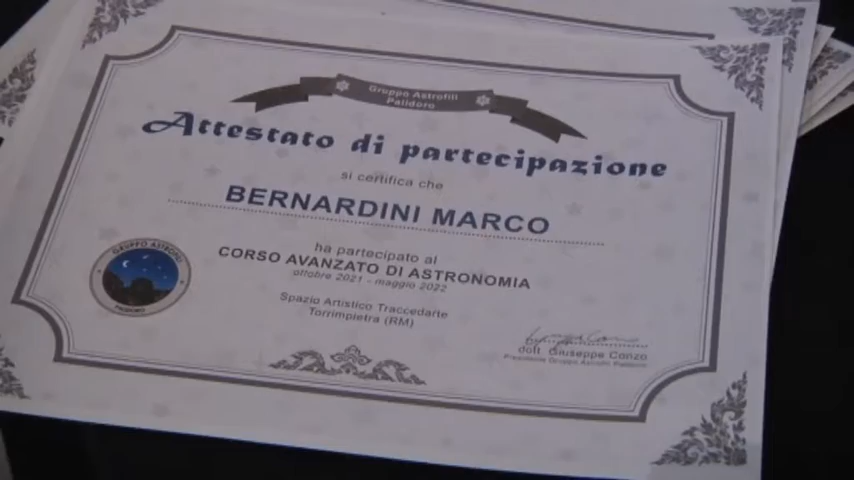 Gruppo Astrofili
Palidoro
Attestato di partecipazione
si certifica che
BERNARDINI MARCO
ha partecipato al
CORSO AVANZATO DI ASTRONOMIA
ottobre 2021 - maggio 2022
Spazio Artistico Traccedarte
Torrimpietra (RM)
GRUPPO ASTROFILI
PALIDORO
dott. Giuseppe Conzo
Presidente Gruppo Astrofili Palidoro